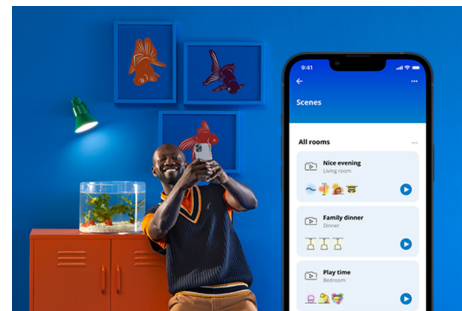 9:41
Scenes
All rooms
Nice evening
Living room
Family dinner
Dinner
Play time
Bedroom